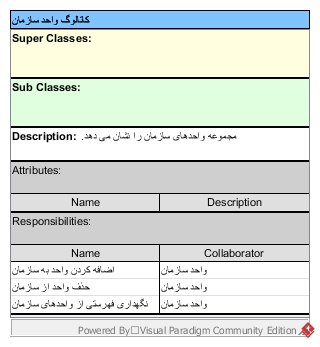 کاتالوگ واحد سازمان
Super Classes:
Sub Classes:
Description: مجموعه واحدهای سازمان را نشان می دهد.
Attributes:
Name Description
Responsibilities:
Name Collaborator
اضافه کردن واحد به سازمان واحد سازمان
حذف واحد از سازمان واحد سازمان
نگهداری فهرستی از واحدهای سازمان واحد سازمان
Powered By□Visual Paradigm Community Edition